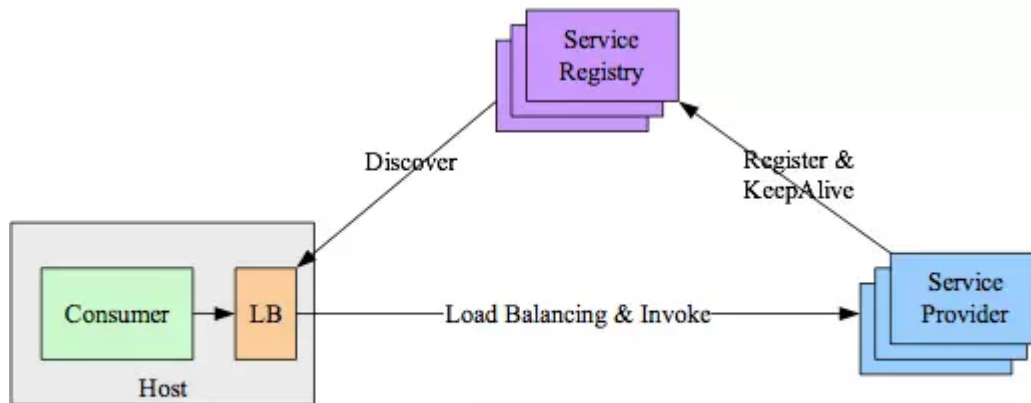 Service
Registry
Discover
Register &
KeepAlive
Consumer
LB
Load Balancing & Invoke
Service
Provider
Host